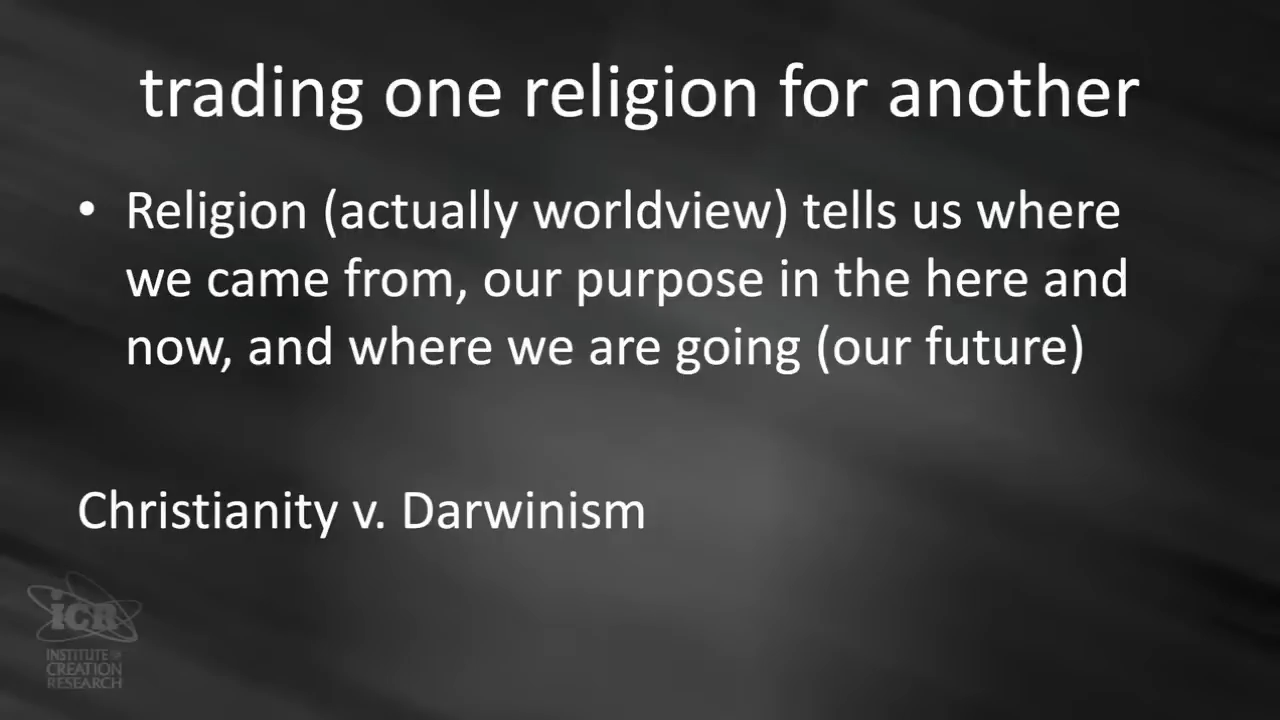 trading one religion for another
• Religion (actually worldview) tells us where
we came from, our purpose in the here and
now, and where we are going (our future)
Christianity v. Darwinism
iCR
INSTITUTE for
CREATION
RESEARCH